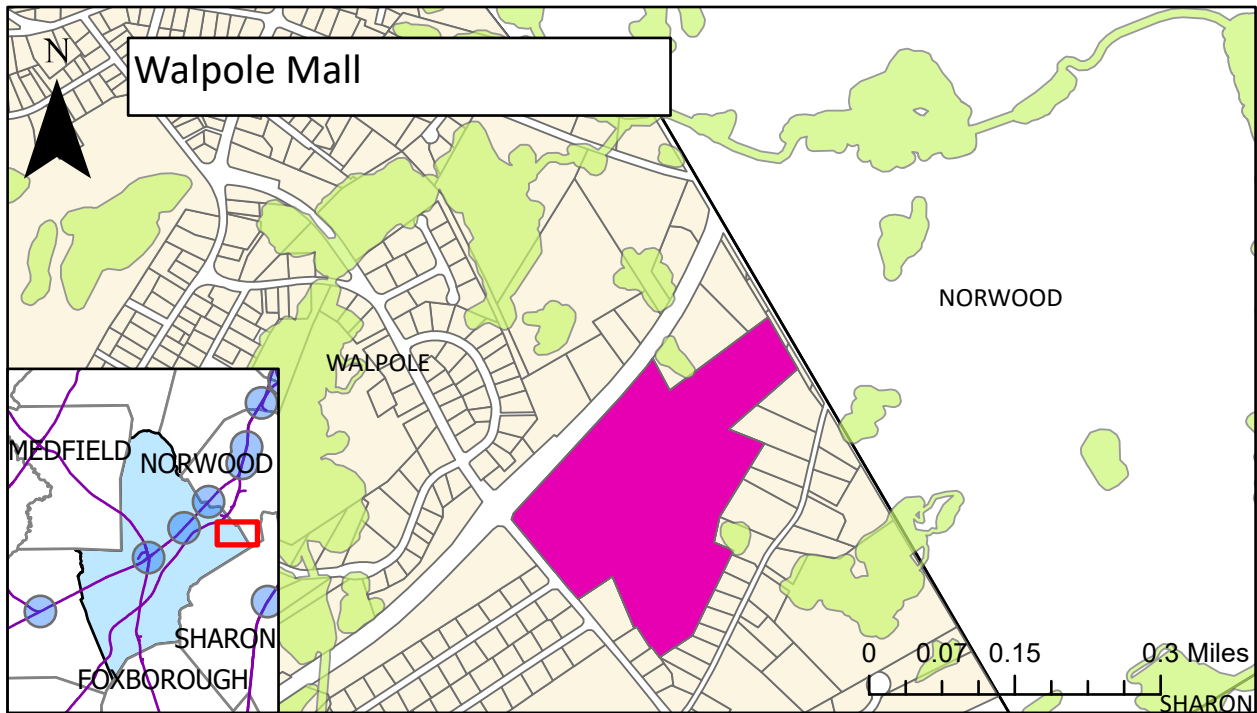 N
Walpole Mall
NORWOOD
WALPOLE
MEDFIELD
NORWOOD
SHARON
FOXBOROUGH
0 0.07 0.15 0.3 Miles
SHARON